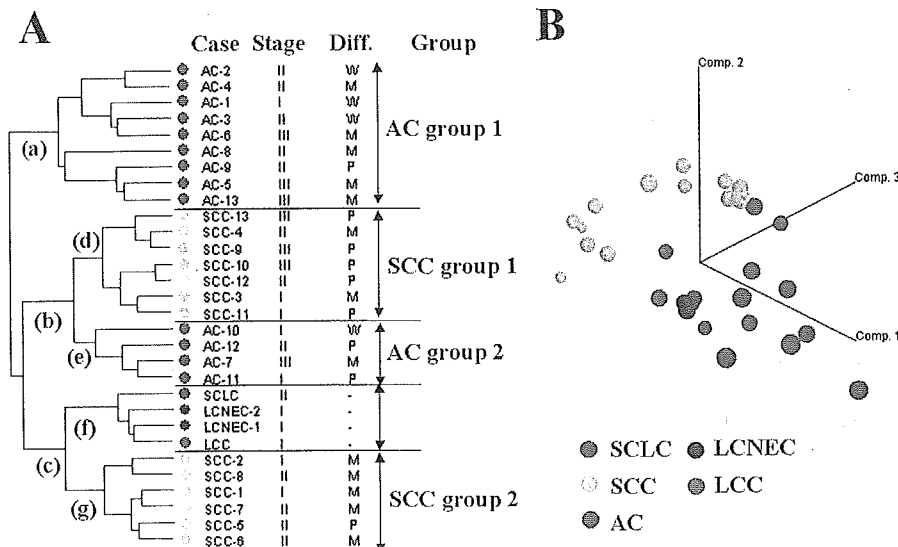 A
B
Case Stage Diff. Group
AC-2 II W
AC-4 II M
AC-1 I W
AC-3 II W
AC-6 III M
AC-8 II M
AC-9 II P
AC-5 III M
AC-13 III M
AC group 1
(a)
SCC-13 III P
SCC-4 II M
SCC-9 III P
SCC-10 III P
SCC-12 II P
SCC-3 I M
SCC-11 I P
SCC group 1
(d)
(b)
AC-10 I W
AC-12 II P
AC-7 III M
AC-11 I P
AC group 2
(e)
SCLC II -
LCNEC-2 I -
LCNEC-1 I -
LCC I -
(f)
(c)
SCC-2 I M
SCC-8 II M
SCC-1 I M
SCC-7 II M
SCC-5 II P
SCC-6 II M
SCC group 2
(g)
Comp. 2
Comp. 3
Comp. 1
SCLC LCNEC
SCC LCC
AC